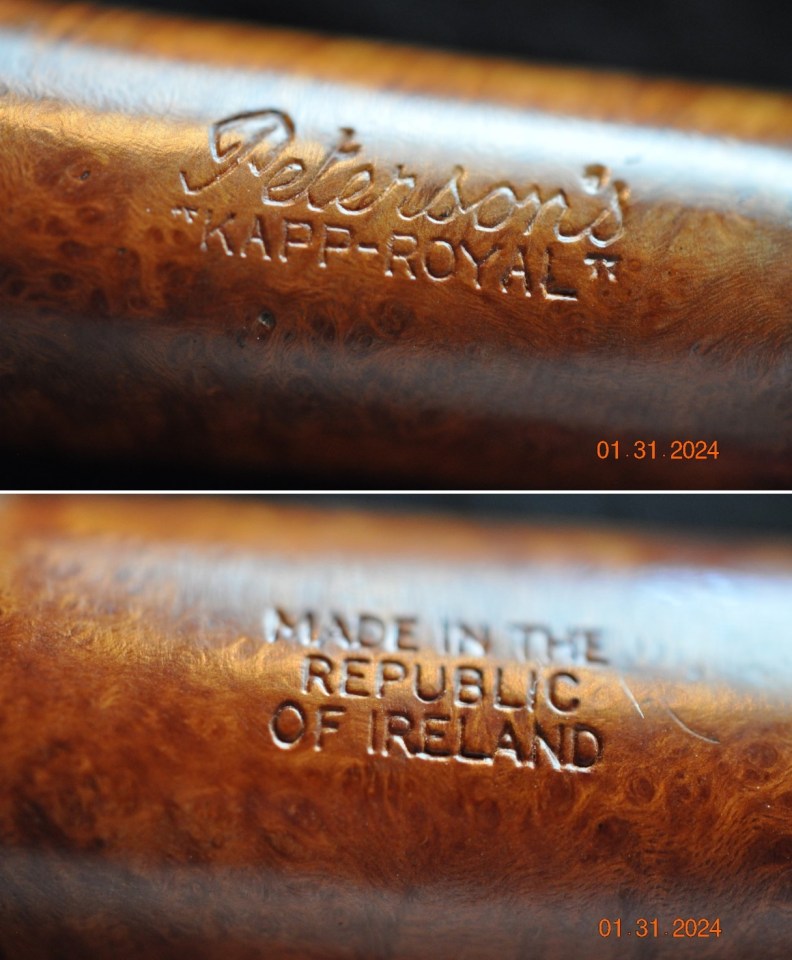 Peterson's
"KAPP-ROYAL"
01.31.2024
MADE IN THE
REPUBLIC
OF IRELAND
01.31.2024